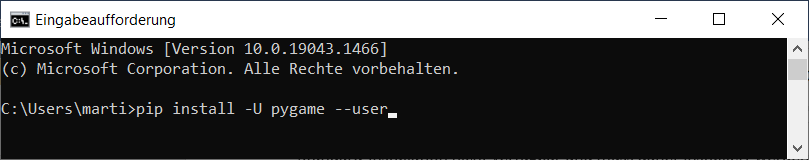 Eingabeaufforderung
Microsoft Windows [Version 10.0.19043.1466]
(c) Microsoft Corporation. Alle Rechte vorbehalten.
C:\Users\marti>pip install -U pygame --user